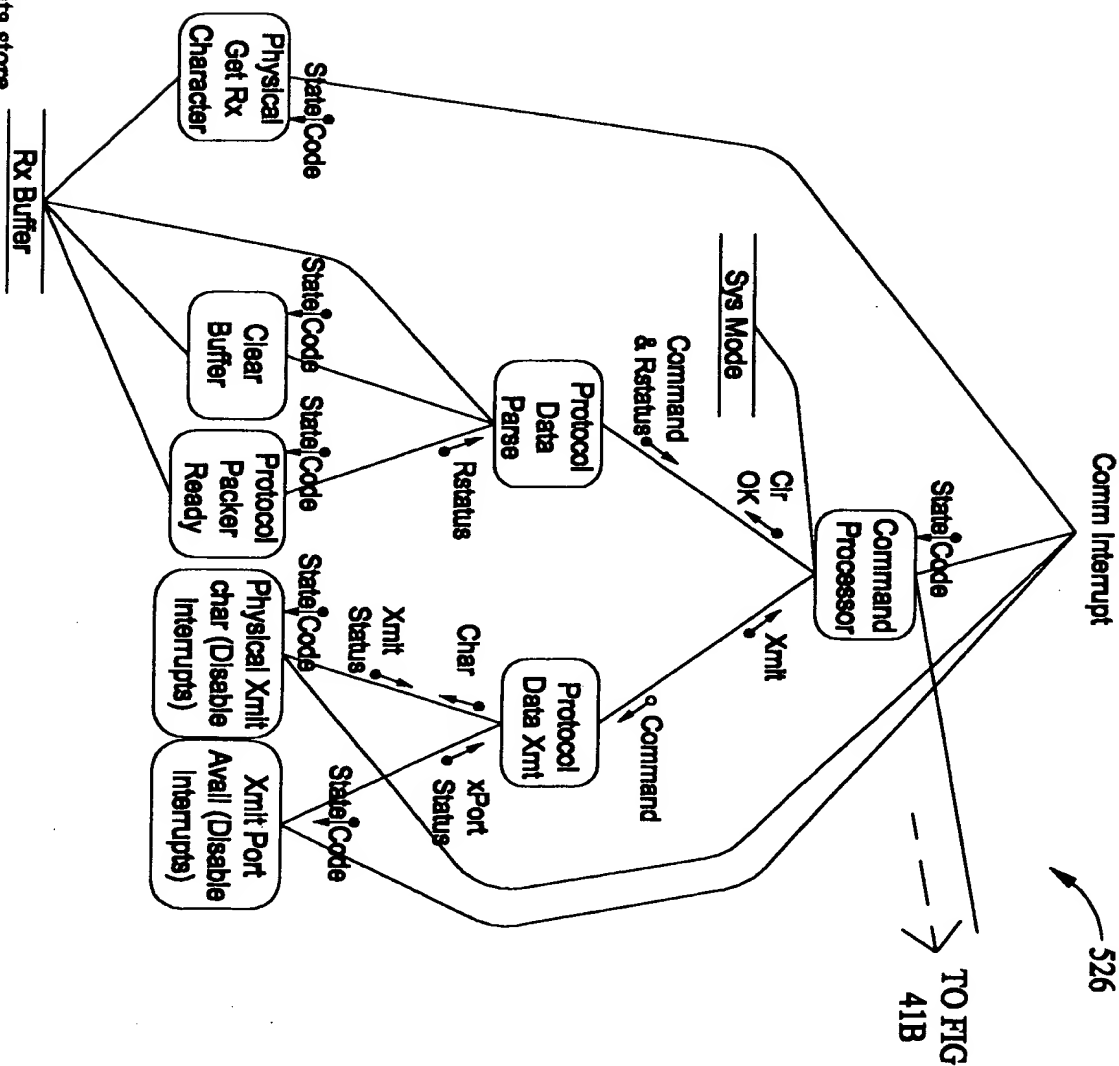 Comm Interrupt
526
TO FIG
41B
State Code
Command
Processor
Sys Mode
Clr
OK
Xmit
Command
& Rstatus
Command
Protocol
Data
Parse
Protocol
Data Xmt
Rstatus
Char
Xmit
Status
xPort
Status
State Code
Physical
Get Rx
Character
State Code
Clear
Buffer
State Code
Protocol
Packer
Ready
State Code
Physical Xmit
char (Disable
Interrupts)
State Code
Xmit Port
Avail (Disable
Interrupts)
Rx Buffer
store